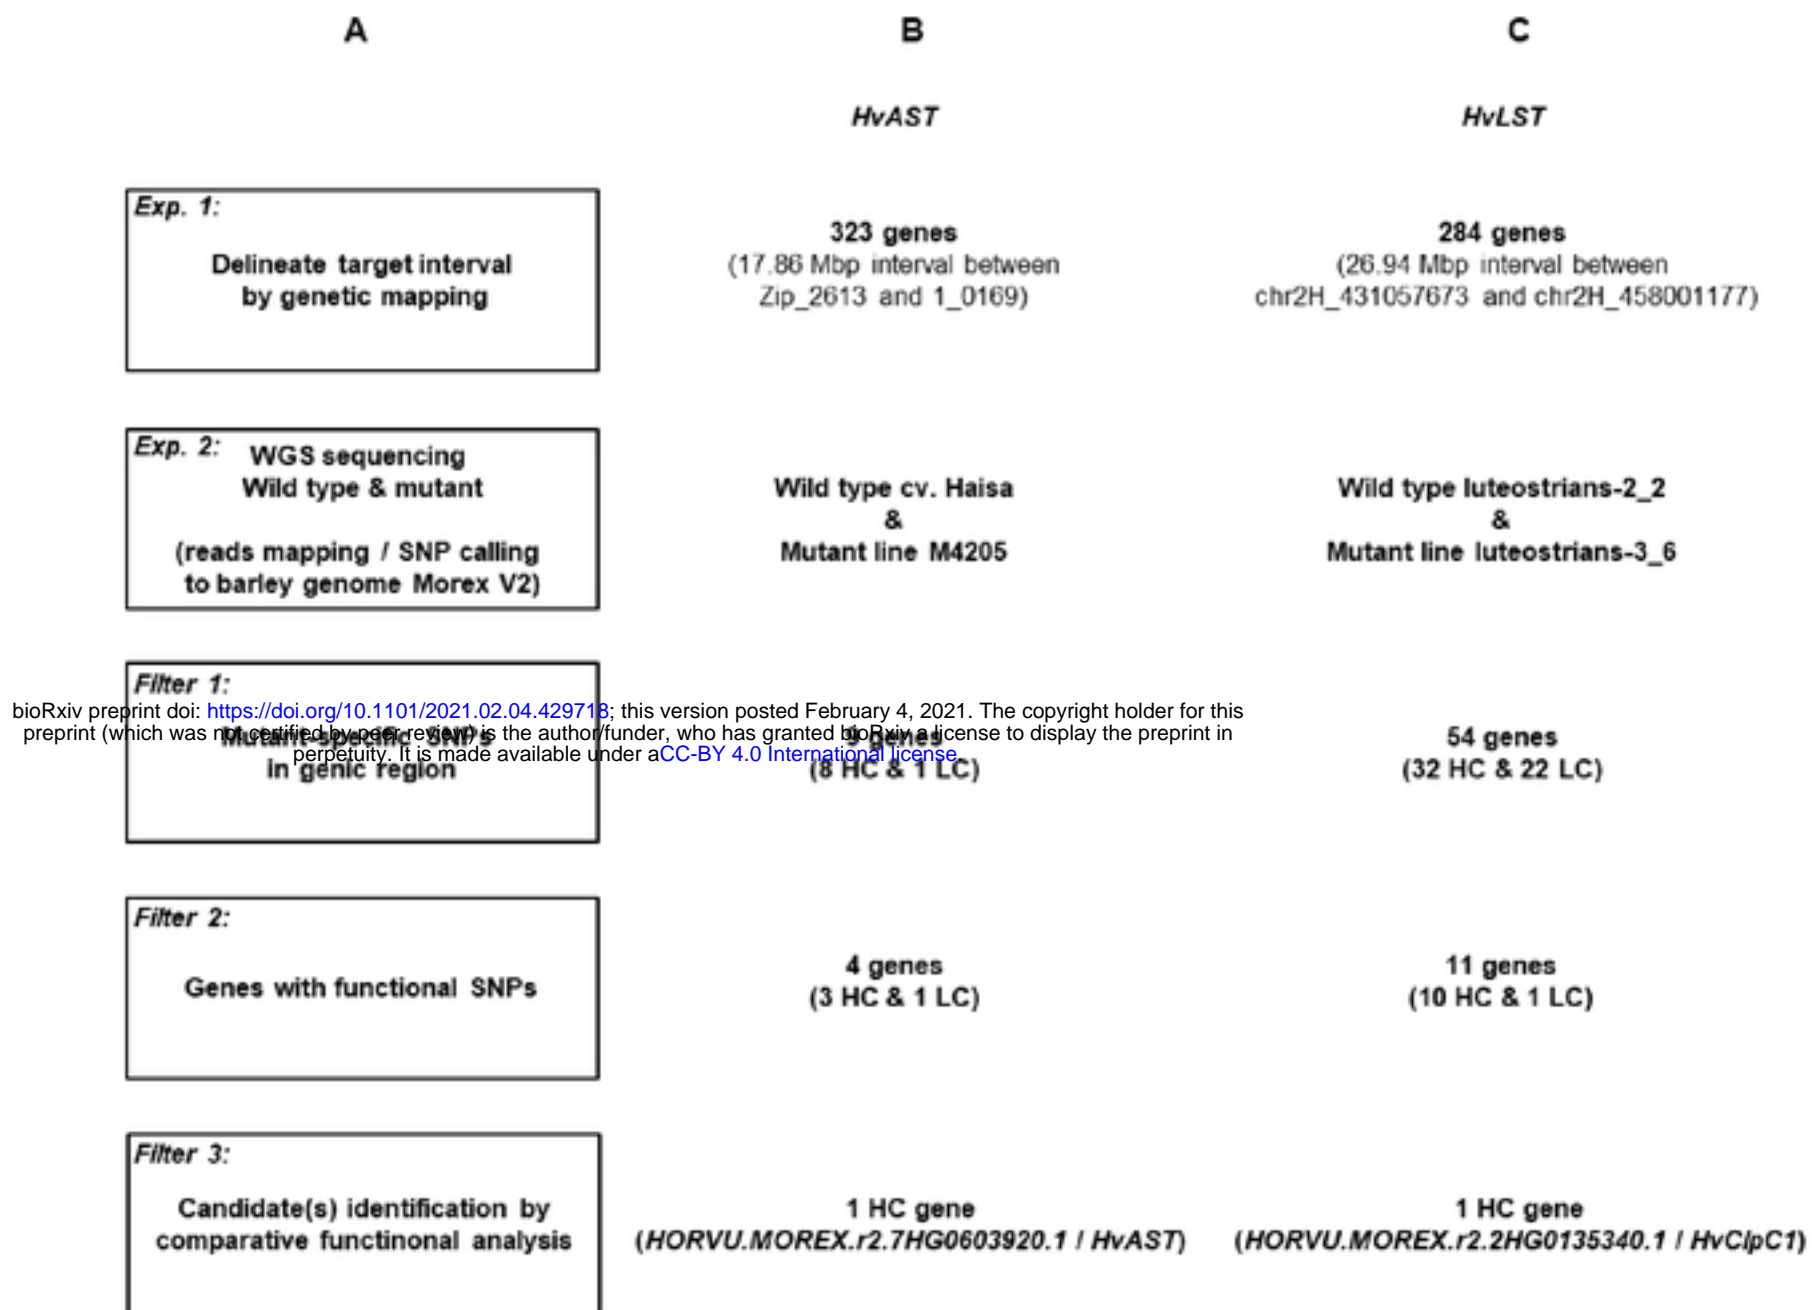 A
B
C
HvAST
HvLST
Exp. 1:
Delineate target interval
by genetic mapping
323 genes
(17.86 Mbp interval between
Zip_2613 and 1_0169)
284 genes
(26.94 Mbp interval between
chr2H_431057673 and chr2H_458001177)
Exp. 2:
WGS sequencing
Wild type & mutant
(reads mapping / SNP calling
to barley genome Morex V2)
Wild type cv. Haisa
&
Mutant line M4205
Wild type luteostrians-2_2
&
Mutant line luteostrians-3_6
Filter 1:
bioRxiv preprint doi: https://doi.org/10.1101/2021.02.04.429718; this version posted February 4, 2021. The copyright holder for this
preprint (which was not certified by peer review) is the author/funder, who has granted bioRxiv a license to display the preprint in
perpetuity. It is made available under aCC-BY 4.0 International license.
Mutant-specific SNPs
in genic region
9 genes
(8 HC & 1 LC)
54 genes
(32 HC & 22 LC)
Filter 2:
Genes with functional SNPs
4 genes
(3 HC & 1 LC)
11 genes
(10 HC & 1 LC)
Filter 3:
Candidate(s) identification by
comparative functinonal analysis
1 HC gene
(HORVU.MOREX.r2.7HG0603920.1 / HvAST)
1 HC gene
(HORVU.MOREX.r2.2HG0135340.1 / HvClpC1)